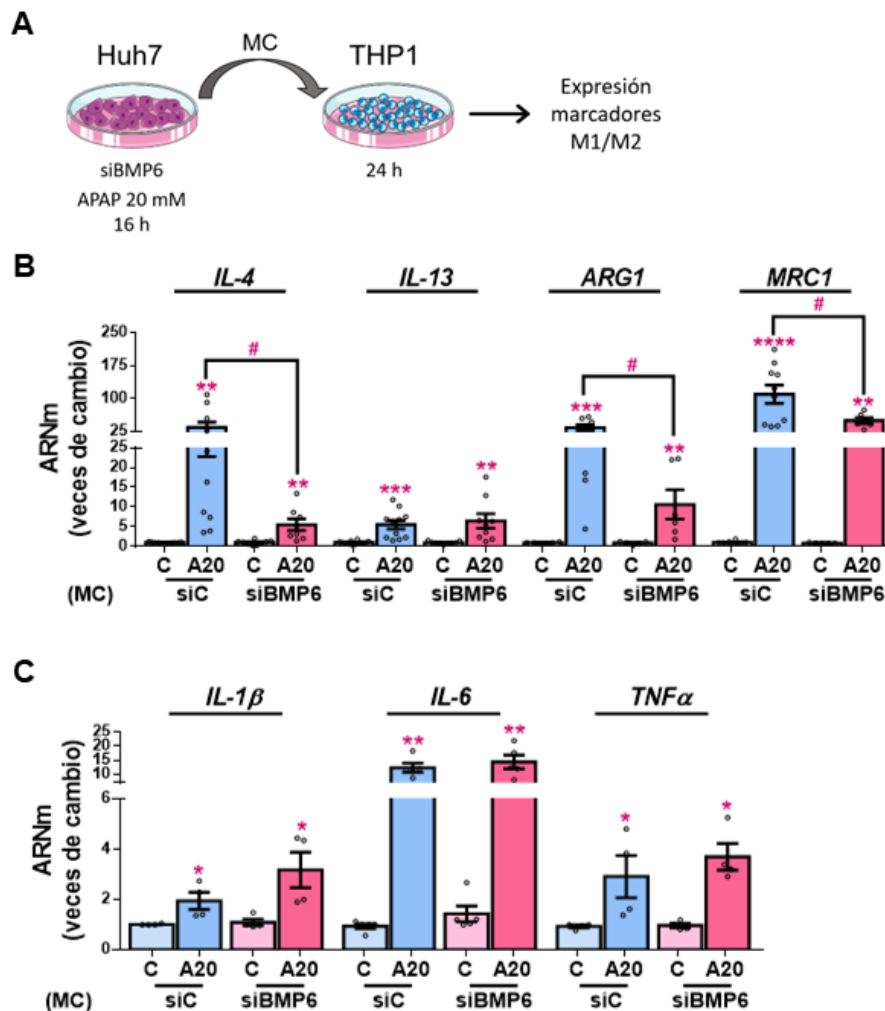 A
Huh7
MC
THP1
siBMP6
APAP 20 mM
16 h
24 h
Expresión
marcadores
M1/M2
B
IL-4 IL-13 ARG1 MRC1
ARNm
(veces de cambio)
250
175
100
25
25
20
15
10
5
0
** # ** *** ** *** # ** **** # **
C A20 C A20 C A20 C A20 C A20 C A20 C A20 C A20
(MC) siC siBMP6 siC siBMP6 siC siBMP6 siC siBMP6
C
IL-1β IL-6 TNFα
ARNm
(veces de cambio)
25
20
15
10
6
4
2
0
* * ** ** * *
C A20 C A20 C A20 C A20 C A20 C A20
(MC) siC siBMP6 siC siBMP6 siC siBMP6